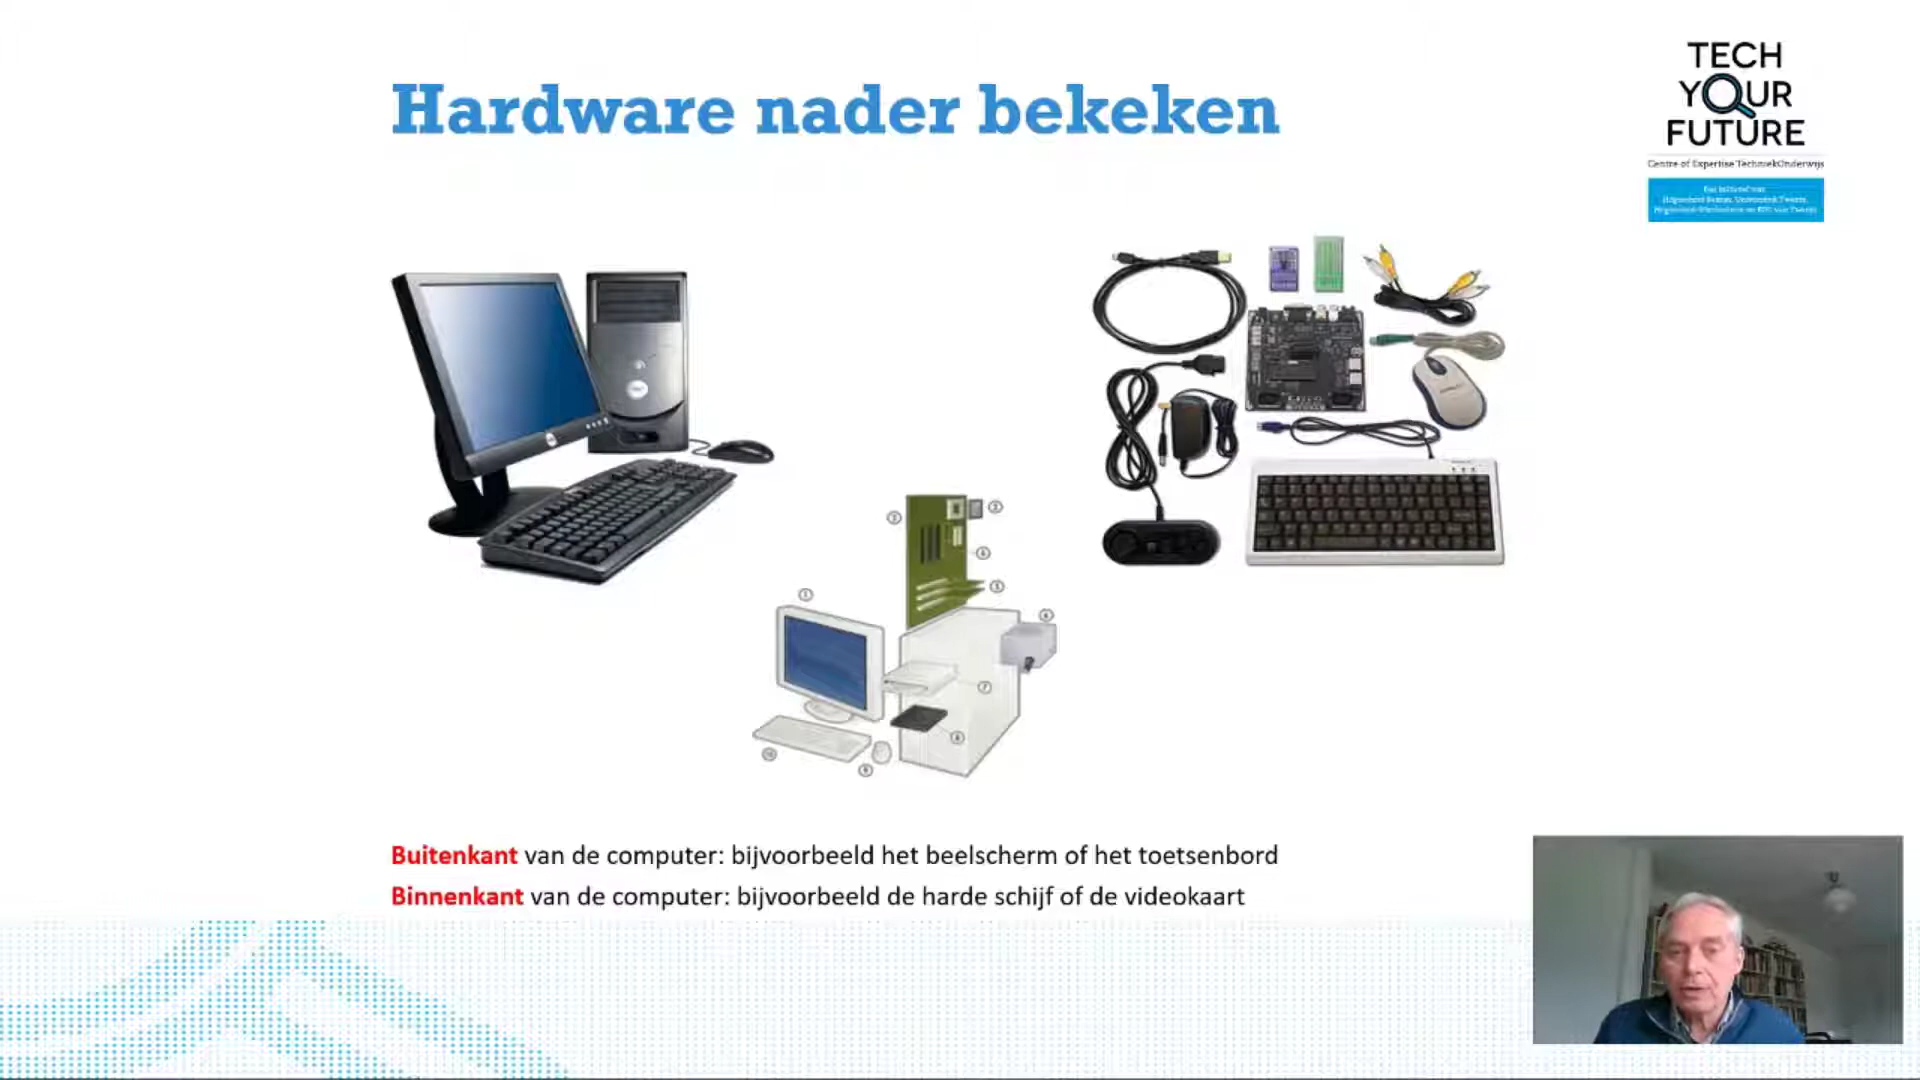 Hardware nader bekeken
TECH
YOUR
FUTURE
Centre of Expertise TechniekOnderwijs
Buitenkant van de computer: bijvoorbeeld het beelscherm of het toetsenbord
Binnenkant van de computer: bijvoorbeeld de harde schijf of de videokaart